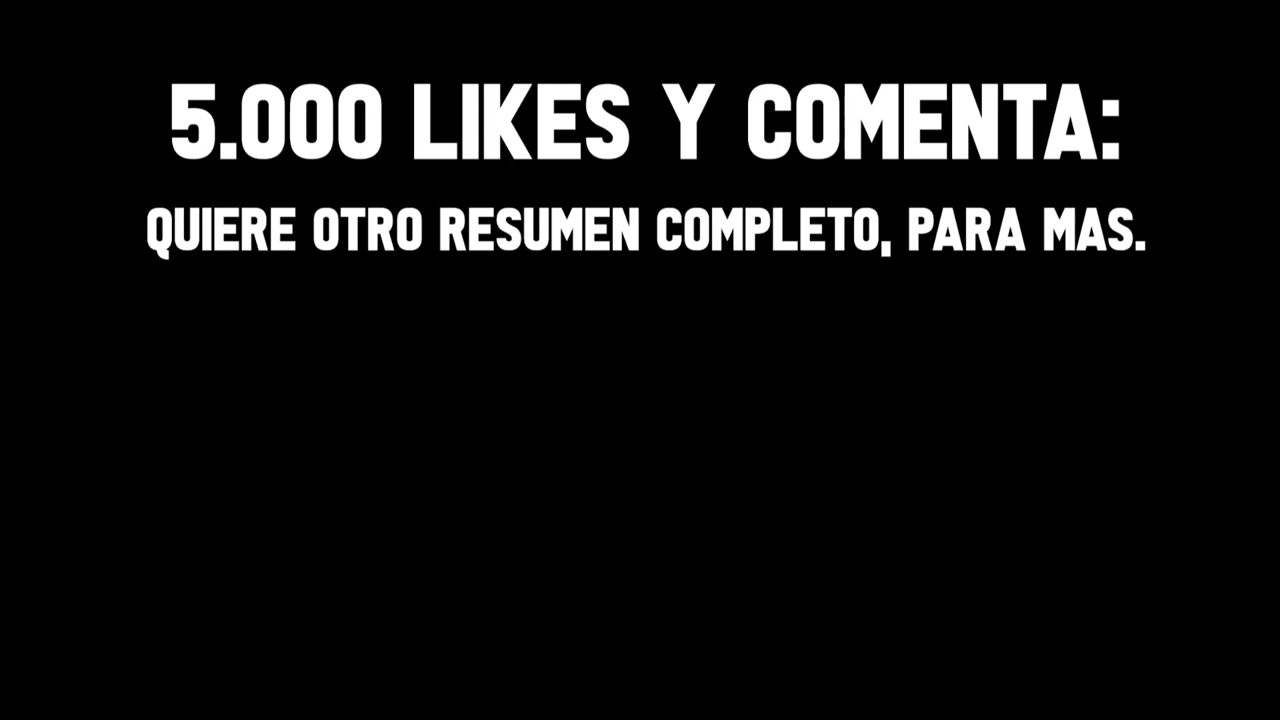 5.000 LIKES Y COMENTA:
QUIERE OTRO RESUMEN COMPLETO, PARA MAS.